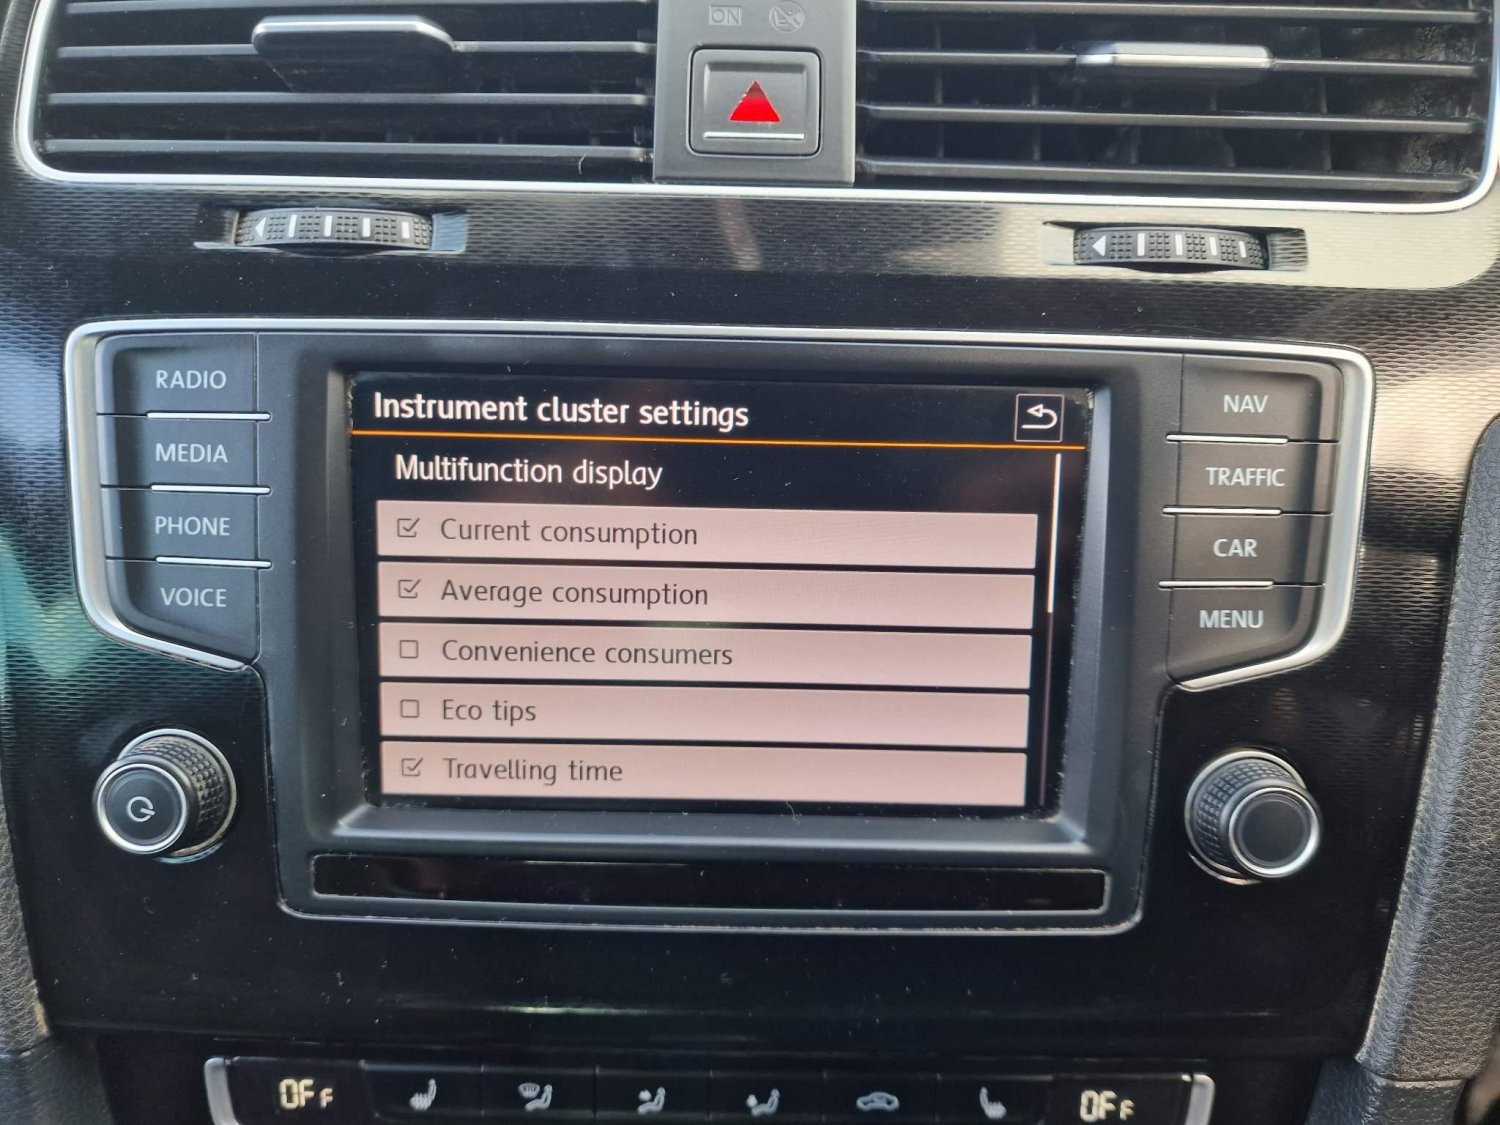 ON
RADIO
MEDIA
PHONE
VOICE
Instrument cluster settings
Multifunction display
Current consumption
Average consumption
Convenience consumers
Eco tips
Travelling time
NAV
TRAFFIC
CAR
MENU
OFF
OFF